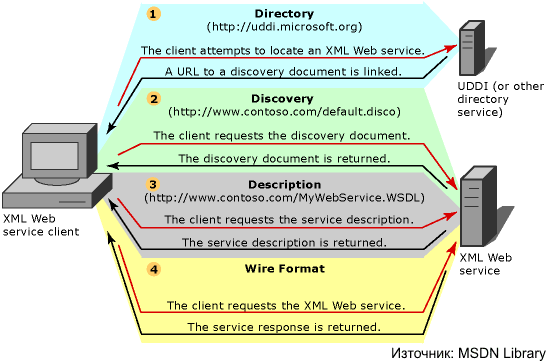 1 Directory
(http://uddi.microsoft.org)
The client attempts to locate an XML Web service.
A URL to a discovery document is linked.
UDDI (or other
directory
service)
2 Discovery
(http://www.contoso.com/default.disco)
The client requests the discovery document.
The discovery document is returned.
XML Web
service client
3 Description
(http://www.contoso.com/MyWebService.WSDL)
The client requests the service description.
The service description is returned.
XML Web
service
4 Wire Format
The client requests the XML Web service.
The service response is returned.
Източник: MSDN Library